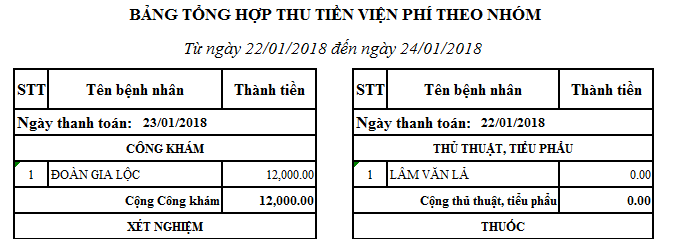 BẢNG TỔNG HỢP THU TIỀN VIỆN PHÍ THEO NHÓM
Từ ngày 22/01/2018 đến ngày 24/01/2018
STT Tên bệnh nhân Thành tiền
Ngày thanh toán: 23/01/2018
CÔNG KHÁM
1 ĐOÀN GIA LỘC 12,000.00
Cộng Công khám 12,000.00
XÉT NGHIỆM
STT Tên bệnh nhân Thành tiền
Ngày thanh toán: 22/01/2018
THỦ THUẬT, TIỂU PHẨU
1 LÂM VĂN LẢ 0.00
Cộng thủ thuật, tiểu phẩu 0.00
THUỐC